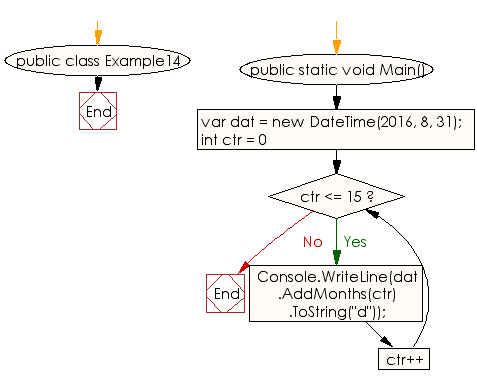 public class Example14
End
public static void Main()
var dat = new DateTime(2016, 8, 31);
int ctr = 0
ctr <= 15 ?
No
Yes
End
Console.WriteLine(dat
.AddMonths(ctr)
.ToString("d"));
ctr++